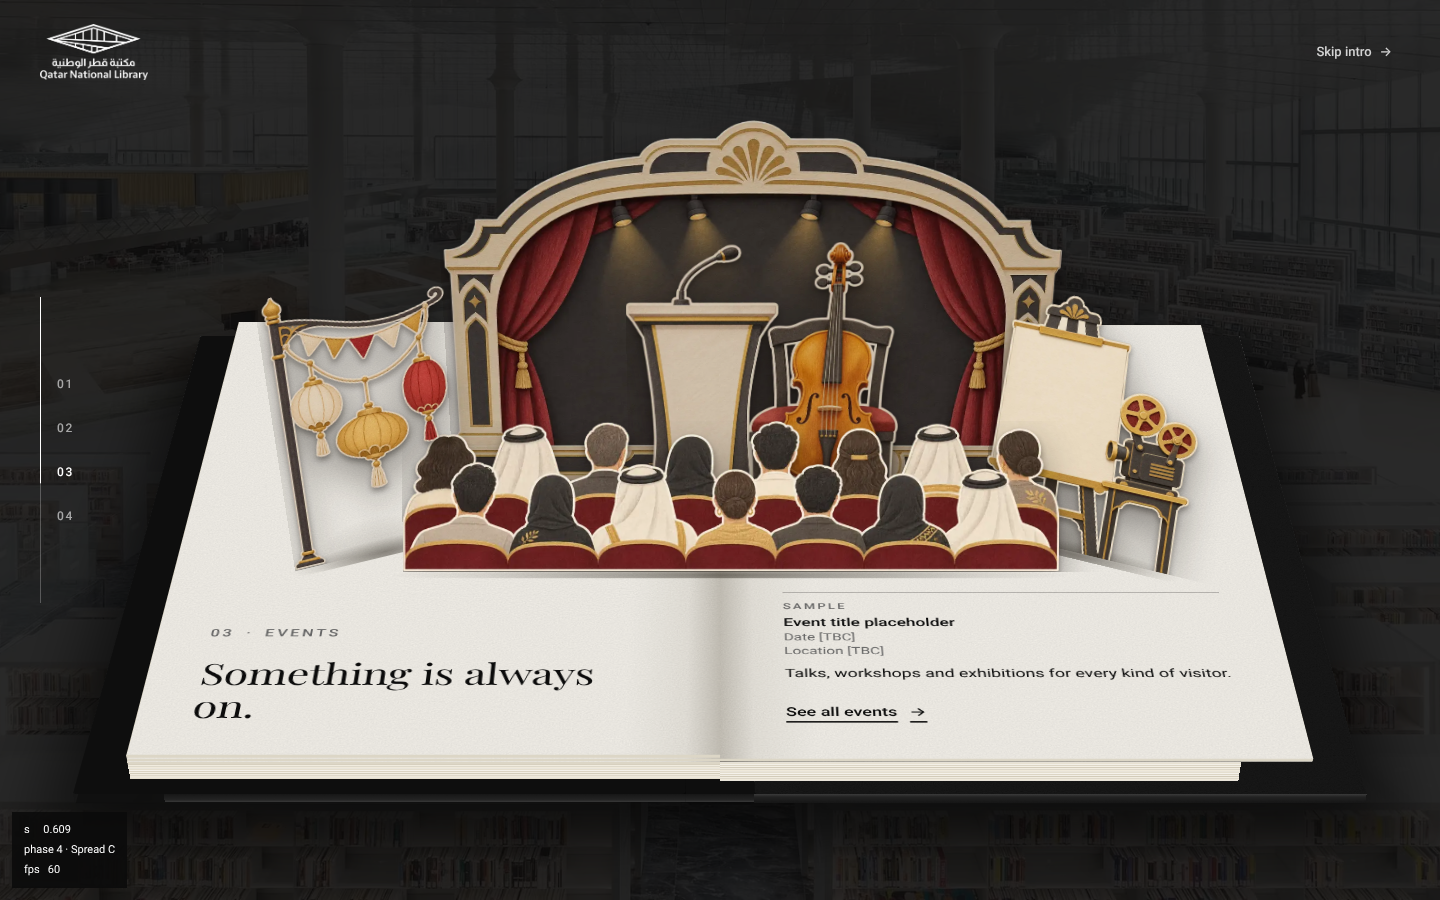 مكتبة قطر الوطنية
Qatar National Library
Skip intro →
01
02
03
04
03 · EVENTS
Something is always
on.
SAMPLE
Event title placeholder
Date [TBC]
Location [TBC]
Talks, workshops and exhibitions for every kind of visitor.
See all events →
s 0.609
phase 4 · Spread C
fps 60